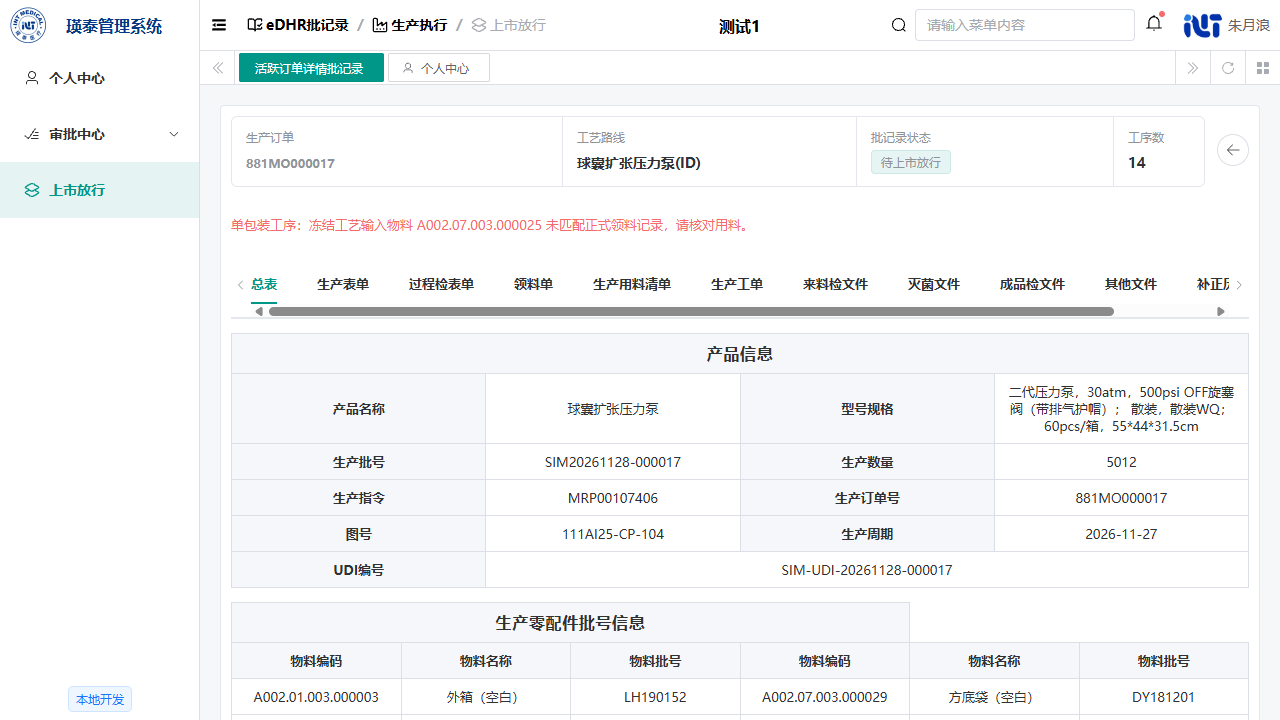 瑛泰管理系统
eDHR批记录 / 生产执行 / 上市放行
测试1
请输入菜单内容
朱月浪
个人中心
审批中心
上市放行
本地开发
活跃订单详情批记录
个人中心
生产订单
881MO000017
工艺路线
球囊扩张压力泵(ID)
批记录状态
待上市放行
工序数
14
单包装工序：冻结工艺输入物料 A002.07.003.000025 未匹配正式领料记录，请核对用料。
总表 生产表单 过程检表单 领料单 生产用料清单 生产工单 来料检文件 灭菌文件 成品检文件 其他文件 补正
产品信息
产品名称 球囊扩张压力泵 型号规格 二代压力泵，30atm，500psi OFF旋塞
阀（带排气护帽）； 散装，散装WQ；
60pcs/箱，55*44*31.5cm
生产批号 SIM20261128-000017 生产数量 5012
生产指令 MRP00107406 生产订单号 881MO000017
图号 111AI25-CP-104 生产周期 2026-11-27
UDI编号 SIM-UDI-20261128-000017
生产零配件批号信息
物料编码 物料名称 物料批号 物料编码 物料名称 物料批号
A002.01.003.000003 外箱（空白） LH190152 A002.07.003.000029 方底袋（空白） DY181201